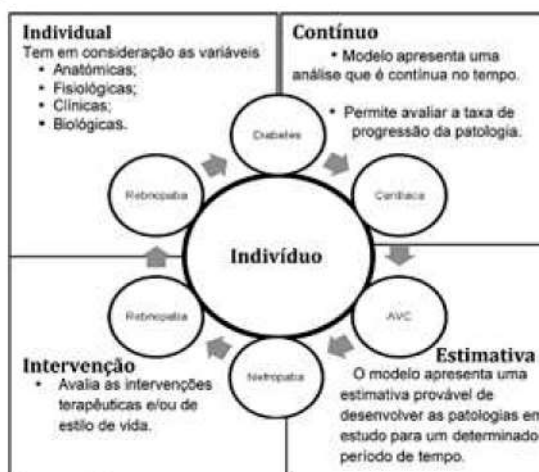 Individual
Tem em consideração as variáveis
• Anatómicas;
• Fisiológicas;
• Clínicas;
• Biológicas.
Contínuo
• Modelo apresenta uma
análise que é contínua no tempo.
• Permite avaliar a taxa de
progressão da patologia.
Diabetes
Cardíaca
AVC
Nefropatia
Retinopatia
Retinopatia
Indivíduo
Intervenção
• Avalia as intervenções
terapêuticas e/ou de
estilo de vida.
Estimativa
O modelo apresenta uma
estimativa provável de
desenvolver as patologias em
estudo para um determinado
período de tempo.